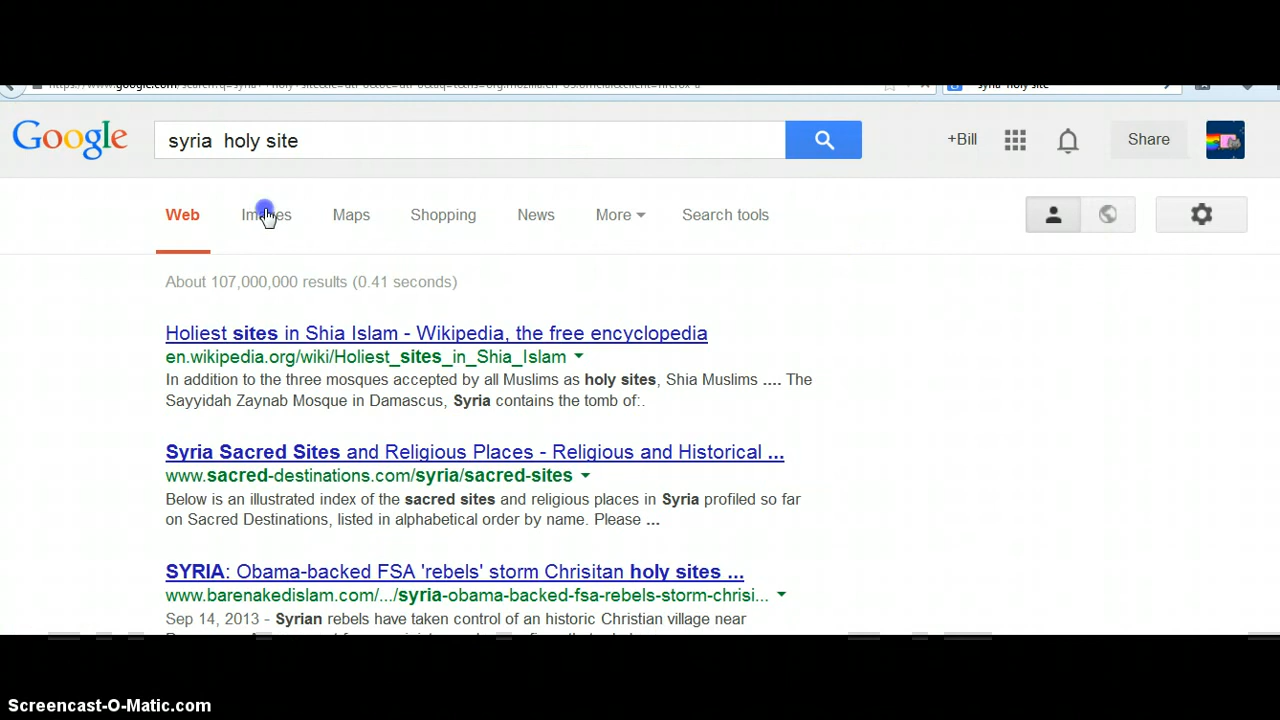 syria holy site
Google
syria  holy site
+Bill
Share
Web
Images
Maps
Shopping
News
More
Search tools
About 107,000,000 results (0.41 seconds)
Holiest sites in Shia Islam - Wikipedia, the free encyclopedia
en.wikipedia.org/wiki/Holiest_sites_in_Shia_Islam
In addition to the three mosques accepted by all Muslims as holy sites, Shia Muslims .... The
Sayyidah Zaynab Mosque in Damascus, Syria contains the tomb of:.
Syria Sacred Sites and Religious Places - Religious and Historical ...
www.sacred-destinations.com/syria/sacred-sites
Below is an illustrated index of the sacred sites and religious places in Syria profiled so far
on Sacred Destinations, listed in alphabetical order by name. Please ...
SYRIA: Obama-backed FSA 'rebels' storm Chrisitan holy sites ...
www.barenakedislam.com/.../syria-obama-backed-fsa-rebels-storm-chrisi...
Sep 14, 2013 - Syrian rebels have taken control of an historic Christian village near
Screencast-O-Matic.com